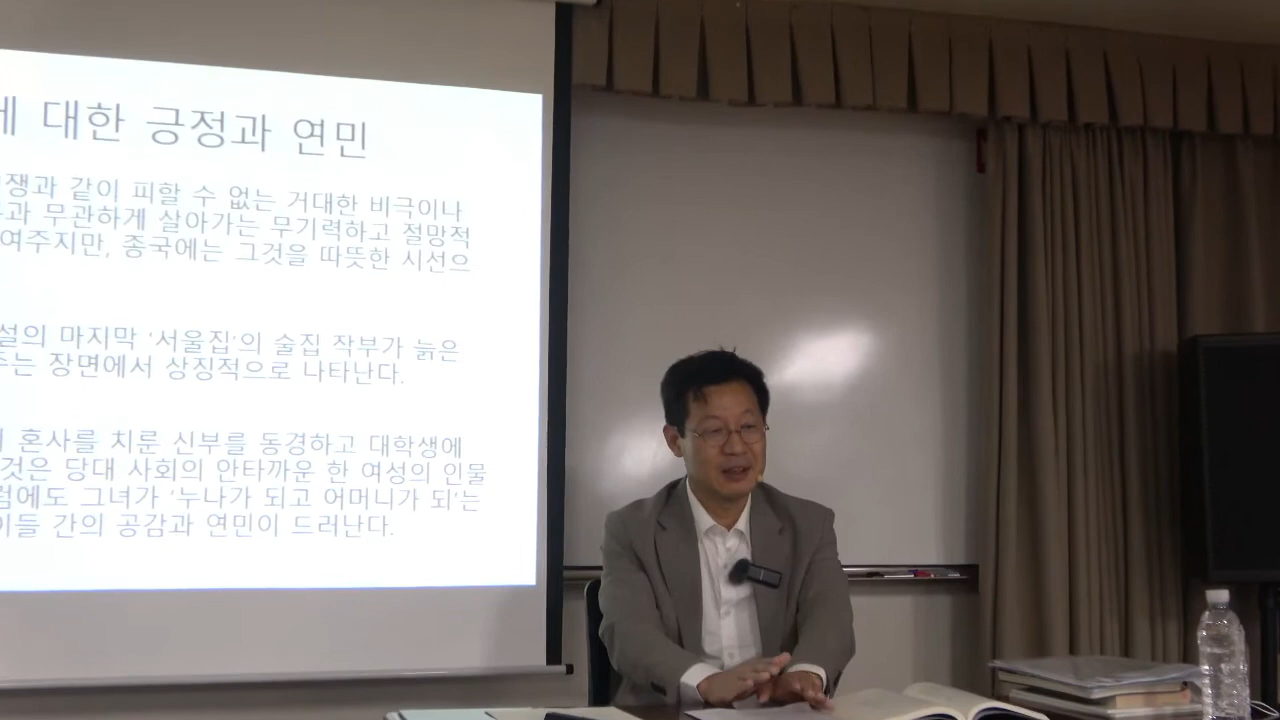 대한 긍정과 연민
같이 피할 수 없는 거대한 비극이나
무관하게 살아가는 무기력하고 절망적
여주지만, 종국에는 그것을 따뜻한 시선으
설의 마지막 '서울집'의 술집 작부가 늙은
주는 장면에서 상징적으로 나타난다.
혼사를 치룬 신부를 동경하고 대학생에
것은 당대 사회의 안타까운 한 여성의 인물
럼에도 그녀가 '누나가 되고 어머니가 되'는
이들 간의 공감과 연민이 드러난다.